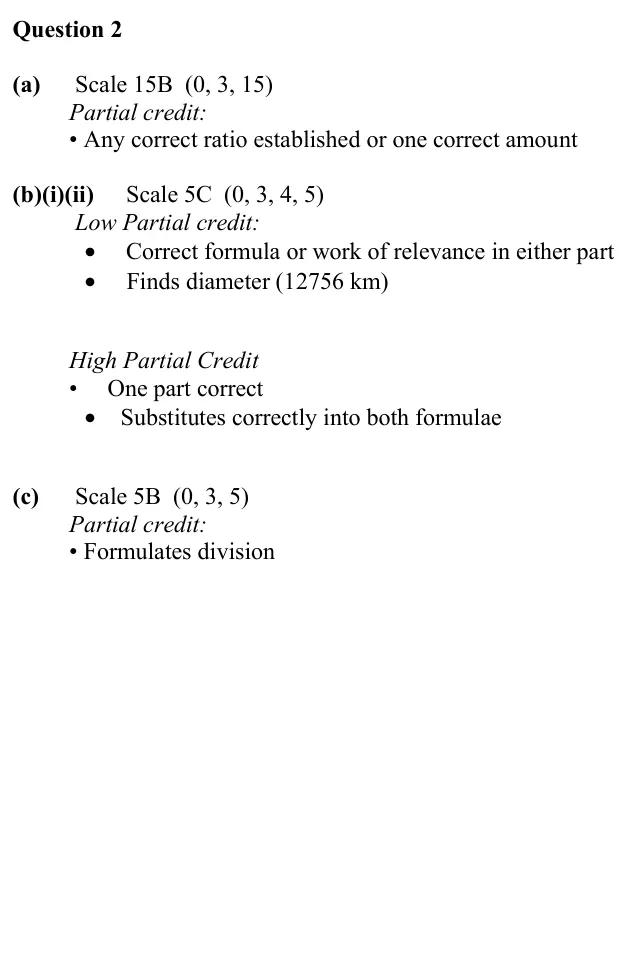 Question 2
(a) Scale 15B (0, 3, 15)
Partial credit:
• Any correct ratio established or one correct amount
(b)(i)(ii) Scale 5C (0, 3, 4, 5)
Low Partial credit:
• Correct formula or work of relevance in either part
• Finds diameter (12756 km)
High Partial Credit
• One part correct
• Substitutes correctly into both formulae
(c) Scale 5B (0, 3, 5)
Partial credit:
• Formulates division